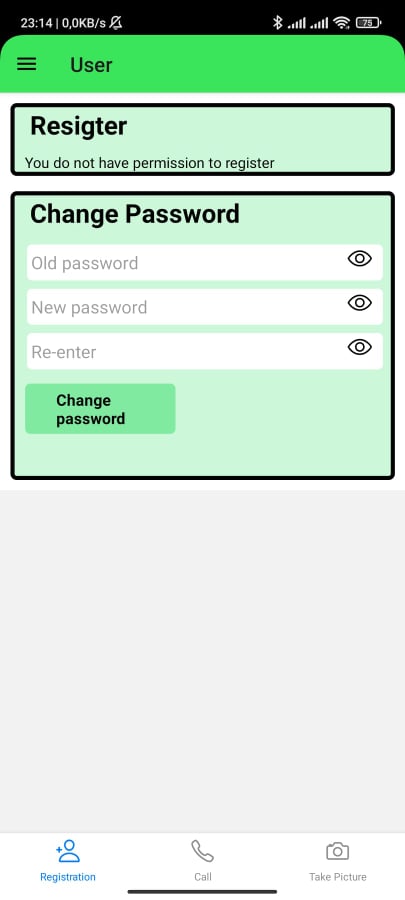 23:14 | 0,0KB/s
75
User
Resigter
You do not have permission to register
Change Password
Old password
New password
Re-enter
Change
password
Registration
Call
Take Picture